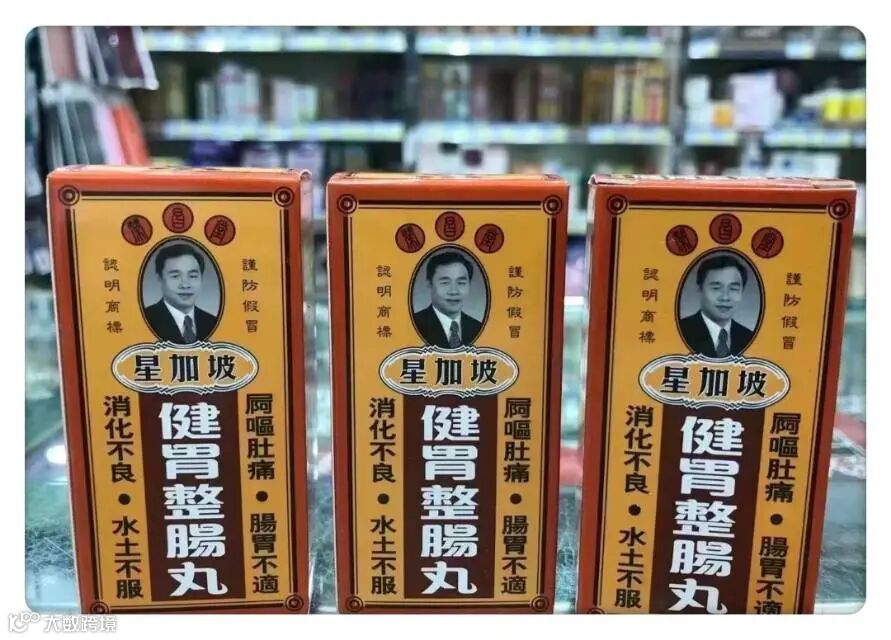 謹防假冒
認明商標
星加坡
屙嘔肚痛•腸胃不適
健胃整腸丸
消化不良•水土不服
謹防假冒
認明商標
星加坡
屙嘔肚痛•腸胃不適
健胃整腸丸
消化不良•水土不服
謹防假冒
認明商標
星加坡
屙嘔肚痛•腸胃不適
健胃整腸丸
消化不良•水土不服
大数跨境